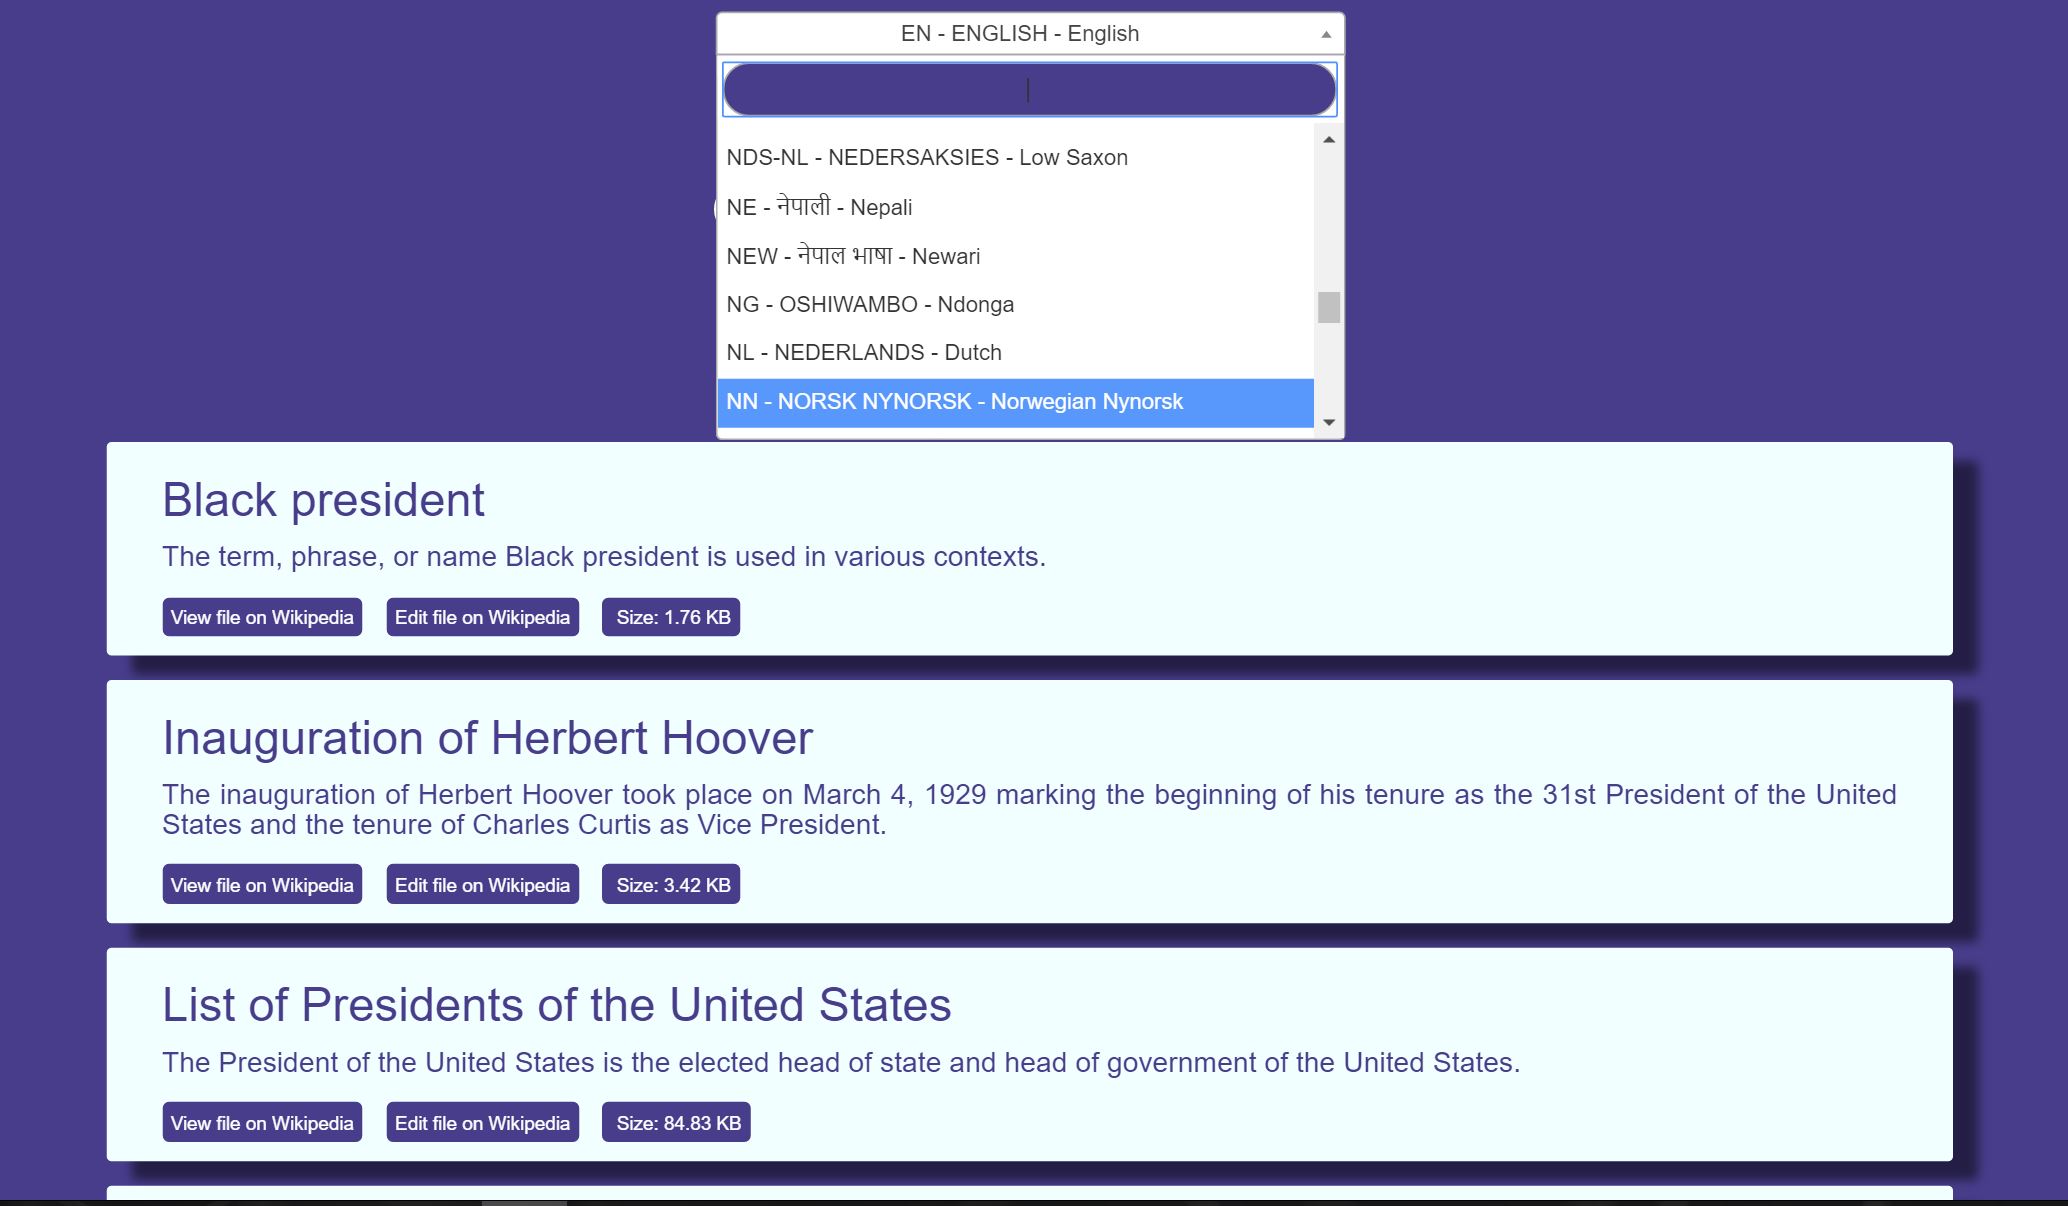 EN - ENGLISH - English
NDS-NL - NEDERSAKSIES - Low Saxon
NE - नेपाली - Nepali
NEW - नेपाल भाषा - Newari
NG - OSHIWAMBO - Ndonga
NL - NEDERLANDS - Dutch
NN - NORSK NYNORSK - Norwegian Nynorsk
Black president
The term, phrase, or name Black president is used in various contexts.
View file on Wikipedia Edit file on Wikipedia Size: 1.76 KB
Inauguration of Herbert Hoover
The inauguration of Herbert Hoover took place on March 4, 1929 marking the beginning of his tenure as the 31st President of the United
States and the tenure of Charles Curtis as Vice President.
View file on Wikipedia Edit file on Wikipedia Size: 3.42 KB
List of Presidents of the United States
The President of the United States is the elected head of state and head of government of the United States.
View file on Wikipedia Edit file on Wikipedia Size: 84.83 KB